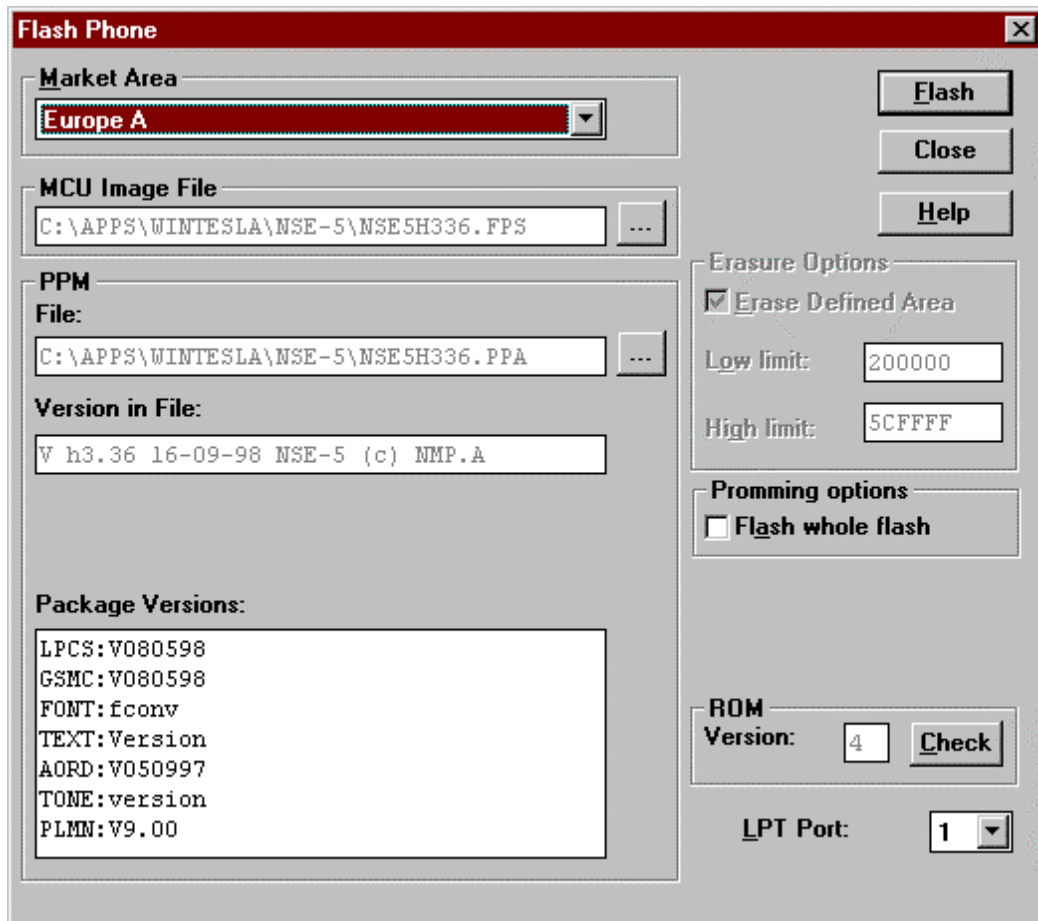 Flash Phone
Market Area
Europe A
MCU Image File
C:\APPS\WINTESLA\NSE-5\NSE5H336.FPS
...
PPM
File:
C:\APPS\WINTESLA\NSE-5\NSE5H336.PPA
...
Version in File:
V h3.36 16-09-98 NSE-5 (c) NMP.A
Package Versions:
LPCS:V080598
GSMC:V080598
FONT:fconv
TEXT:Version
AORD:V050997
TONE:version
PLMN:V9.00
Flash
Close
Help
Erasure Options
Erase Defined Area
Low limit: 200000
High limit: 5CFFFF
Promming options
Flash whole flash
ROM
Version: 4 Check
LPT Port: 1